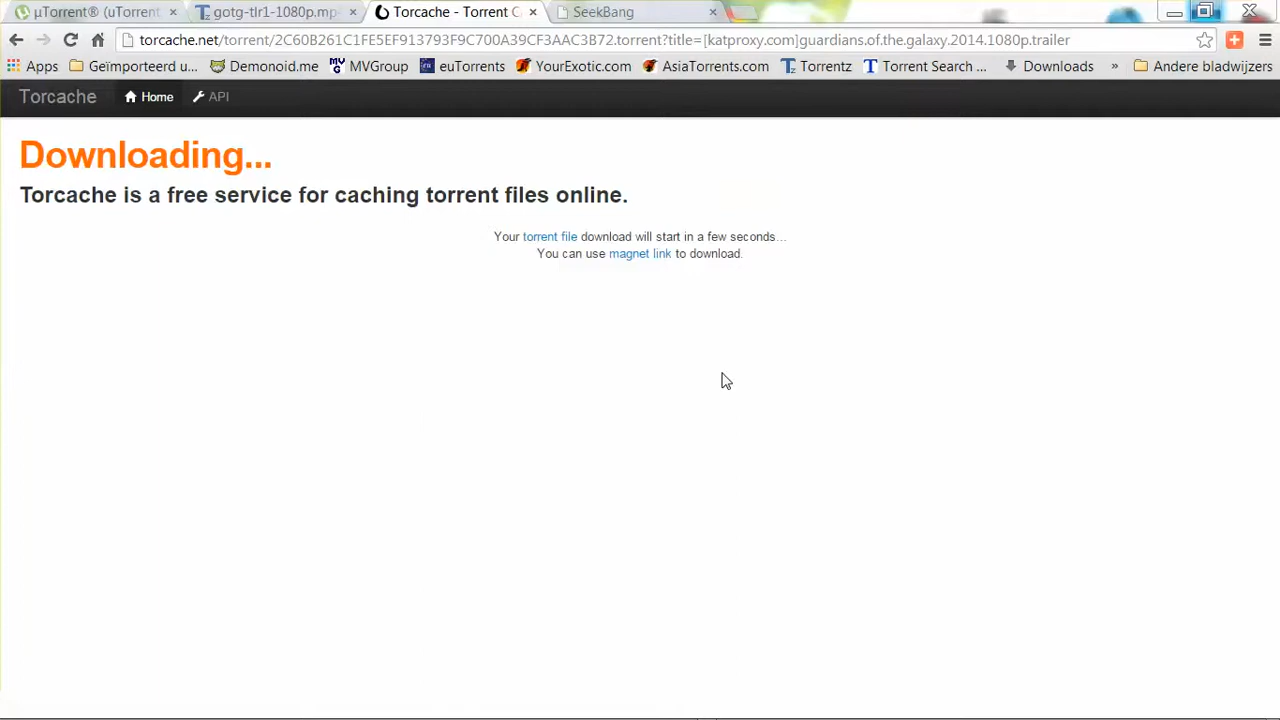 µTorrent® (uTorrent
gotg-tlr1-1080p.mp
Torcache - Torrent C
SeekBang
torcache.net/torrent/2C60B261C1FE5EF913793F9C700A39CF3AAC3B72.torrent?title=[katproxy.com]guardians.of.the.galaxy.2014.1080p.trailer
Apps Geïmporteerd u... Demonoid.me MVGroup euTorrents YourExotic.com AsiaTorrents.com Torrentz Torrent Search ... Downloads » Andere bladwijzers
Torcache Home API
Downloading...
Torcache is a free service for caching torrent files online.
Your torrent file download will start in a few seconds...
You can use magnet link to download.